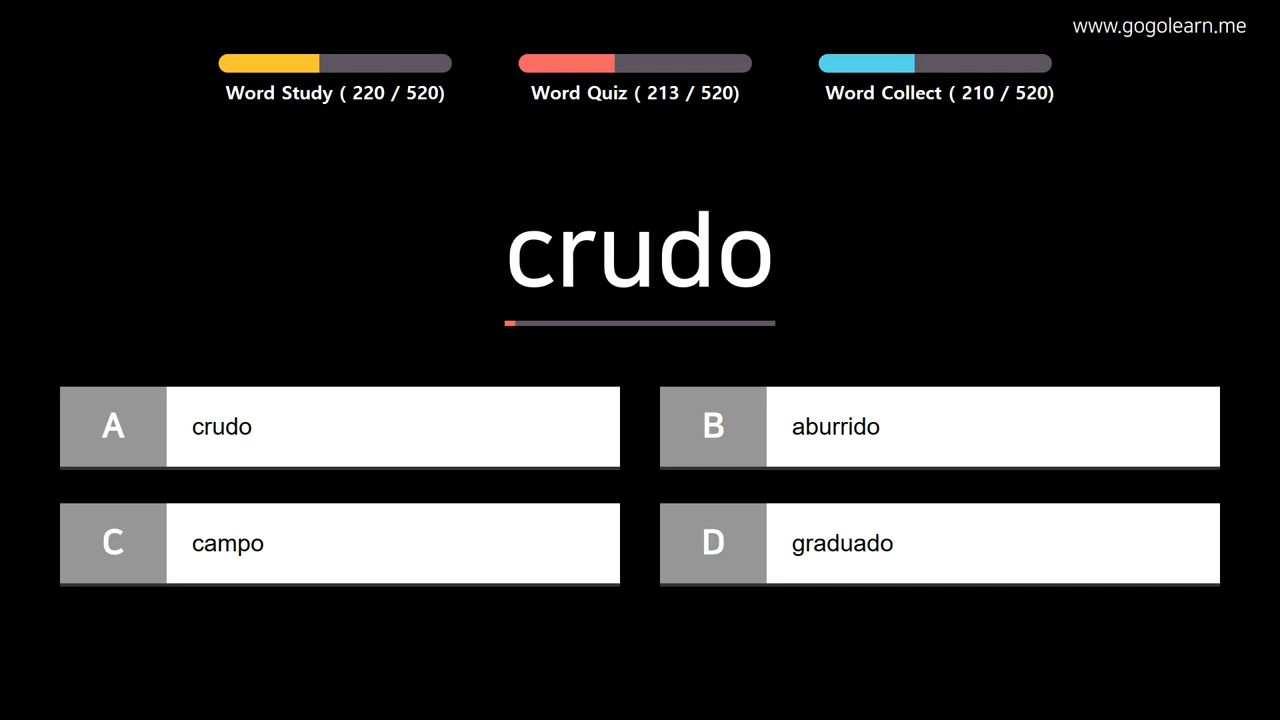 www.gogolearn.me
Word Study ( 220 / 520)
Word Quiz ( 213 / 520)
Word Collect ( 210 / 520)
crudo
A crudo
B aburrido
C campo
D graduado